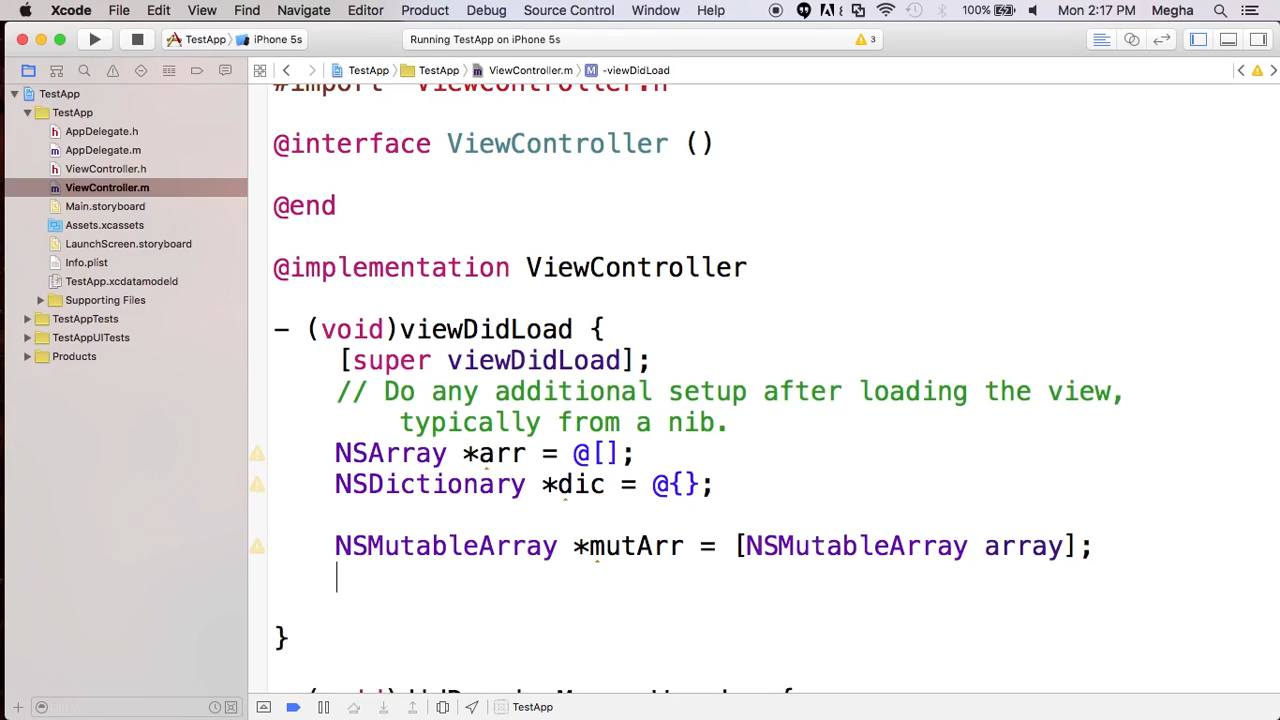 Xcode File Edit View Find Navigate Editor Product Debug Source Control Window Help 100% Mon 2:17 PM Megha
TestApp iPhone 5s Running TestApp on iPhone 5s 3
TestApp TestApp ViewController.m -viewDidLoad
TestApp
TestApp
AppDelegate.h
AppDelegate.m
ViewController.h
ViewController.m
Main.storyboard
Assets.xcassets
LaunchScreen.storyboard
Info.plist
TestApp.xcdatamodeld
Supporting Files
TestAppTests
TestAppUITests
Products
#import "ViewController.h"
@interface ViewController ()
@end
@implementation ViewController
- (void)viewDidLoad {
[super viewDidLoad];
// Do any additional setup after loading the view,
typically from a nib.
NSArray *arr = @[];
NSDictionary *dic = @{};
NSMutableArray *mutArr = [NSMutableArray array];
}
TestApp